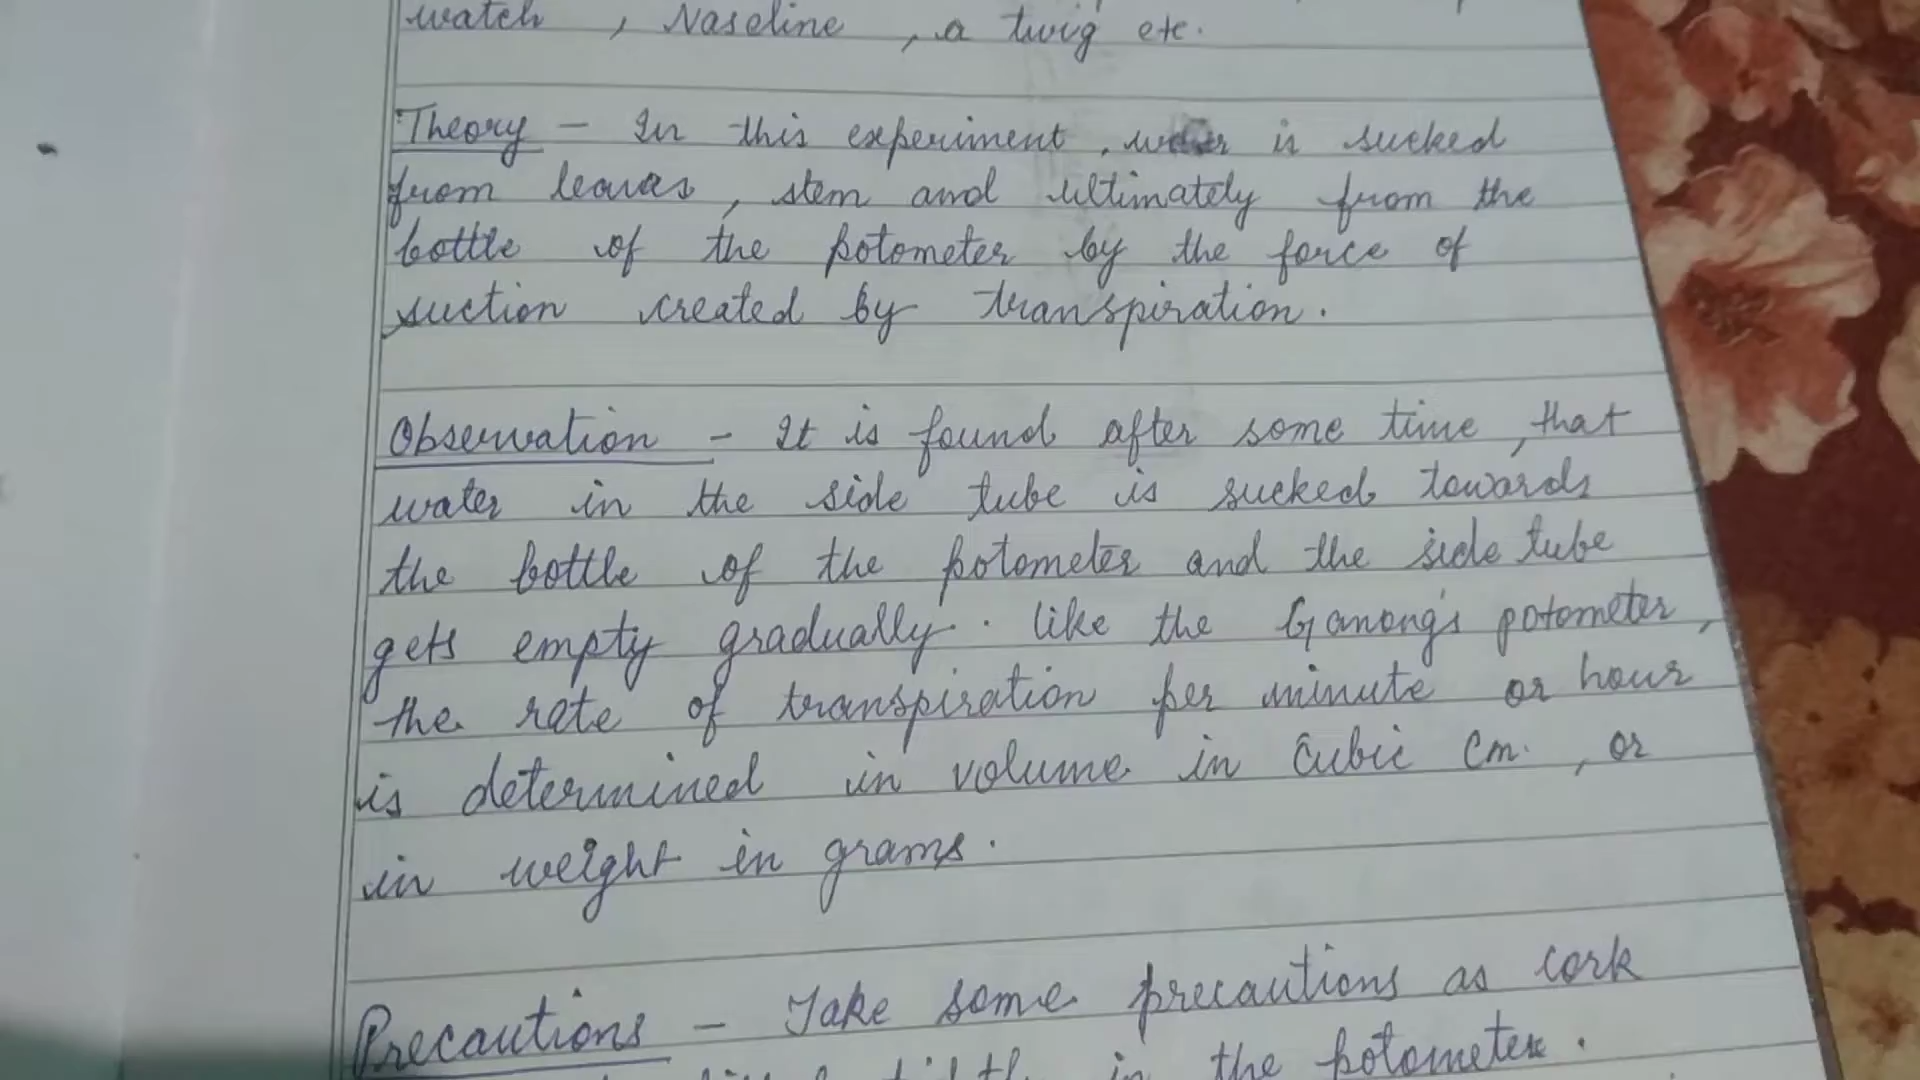 watch , Vaseline , a twig etc.
Theory - In this experiment, water is sucked
from leaves, stem and ultimately from the
bottle of the potometer by the force of
suction created by transpiration.
Observation - It is found after some time, that
water in the side tube is sucked towards
the bottle of the potometer and the side tube
gets empty gradually. like the Ganong's potometer,
the rate of transpiration per minute or hour
is determined in volume in Cubic Cm. , or
in weight in grams.
Precautions - Take some precautions as cork
in the potometer.